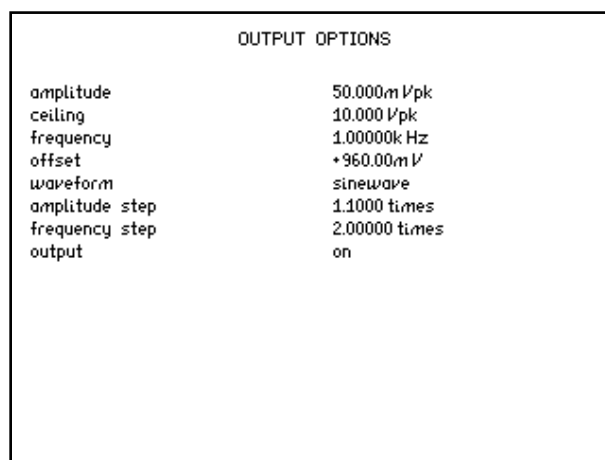 OUTPUT OPTIONS
amplitude 50.000m Vpk
ceiling 10.000 Vpk
frequency 1.00000k Hz
offset +960.00m V
waveform sinewave
amplitude step 1.1000 times
frequency step 2.00000 times
output on